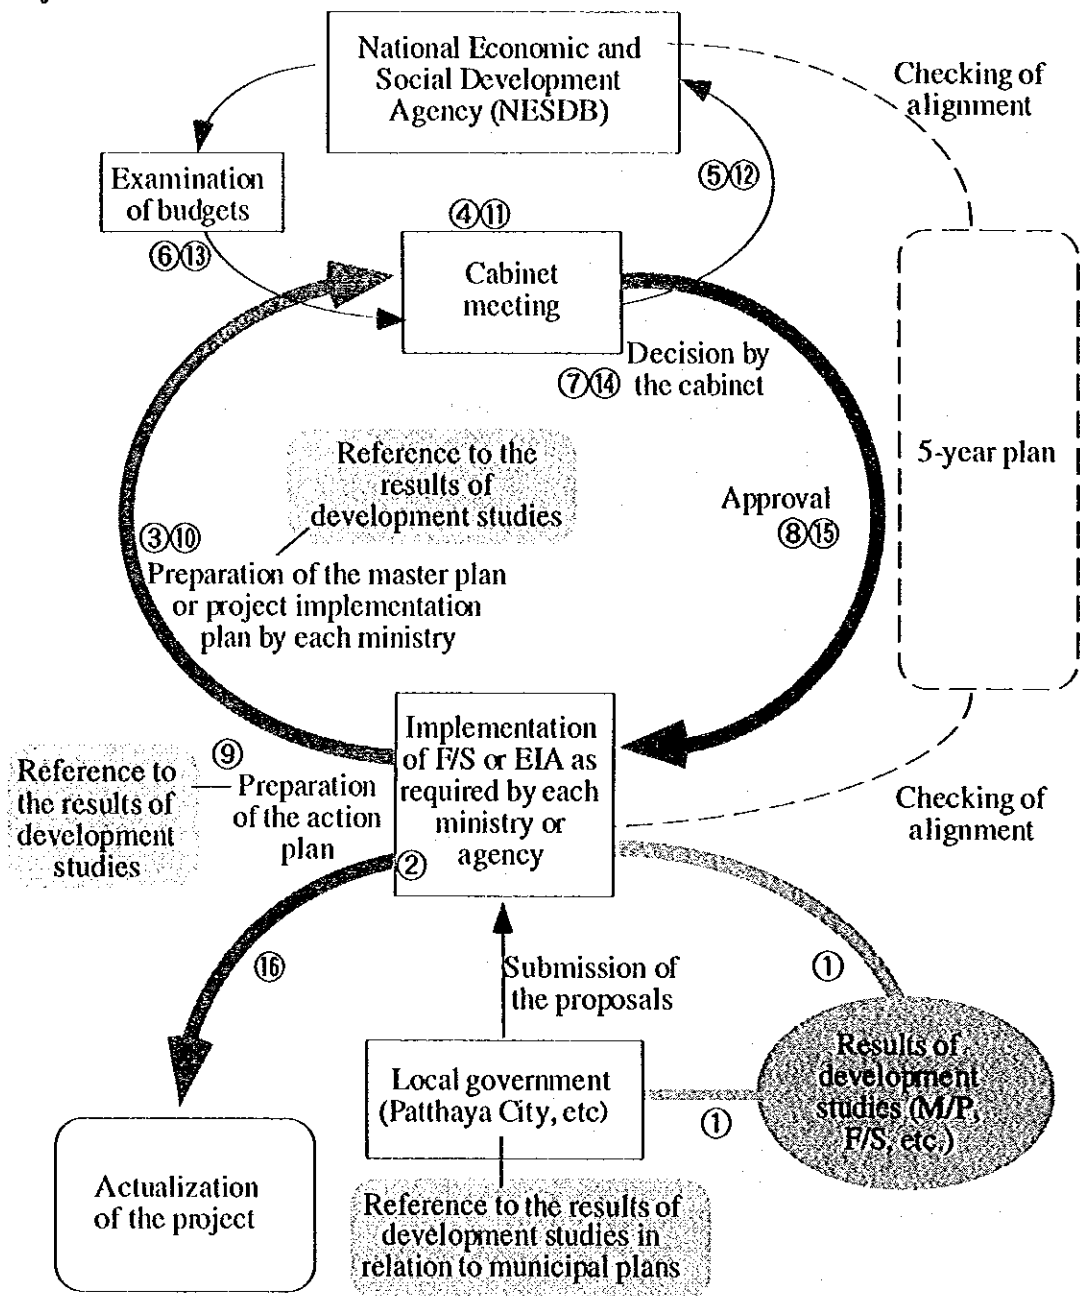 National Economic and
Social Development
Agency (NESDB)
Checking of
alignment
Examination
of budgets
⑤⑫
④⑪
⑥⑬
Cabinet
meeting
Decision by
the cabinet
⑦⑭
5-year plan
Reference to the
results of
development studies
Approval
⑧⑮
③⑩
Preparation of the master plan
or project implementation
plan by each ministry
Implementation
of F/S or EIA as
required by each
ministry or
agency
②
⑨
Reference to
the results of
development
studies
Preparation
of the action
plan
Checking of
alignment
⑯
Submission of
the proposals
①
Results of
development
studies (M/P,
F/S, etc.)
Local government
(Patthaya City, etc)
①
Actualization
of the project
Reference to the results of
development studies in
relation to municipal plans